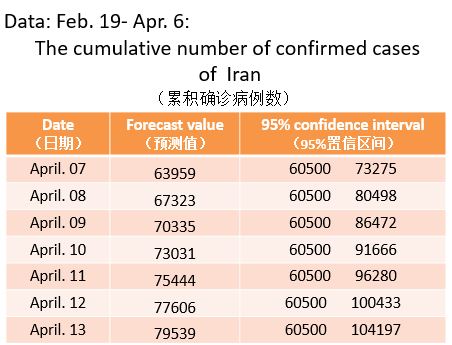 Data: Feb. 19- Apr. 6:
The cumulative number of confirmed cases
of Iran
（累积确诊病例数）
Date Forecast value 95% confidence interval
（日期） （预测值） （95%置信区间）
April. 07 63959 60500 73275
April. 08 67323 60500 80498
April. 09 70335 60500 86472
April. 10 73031 60500 91666
April. 11 75444 60500 96280
April. 12 77606 60500 100433
April. 13 79539 60500 104197